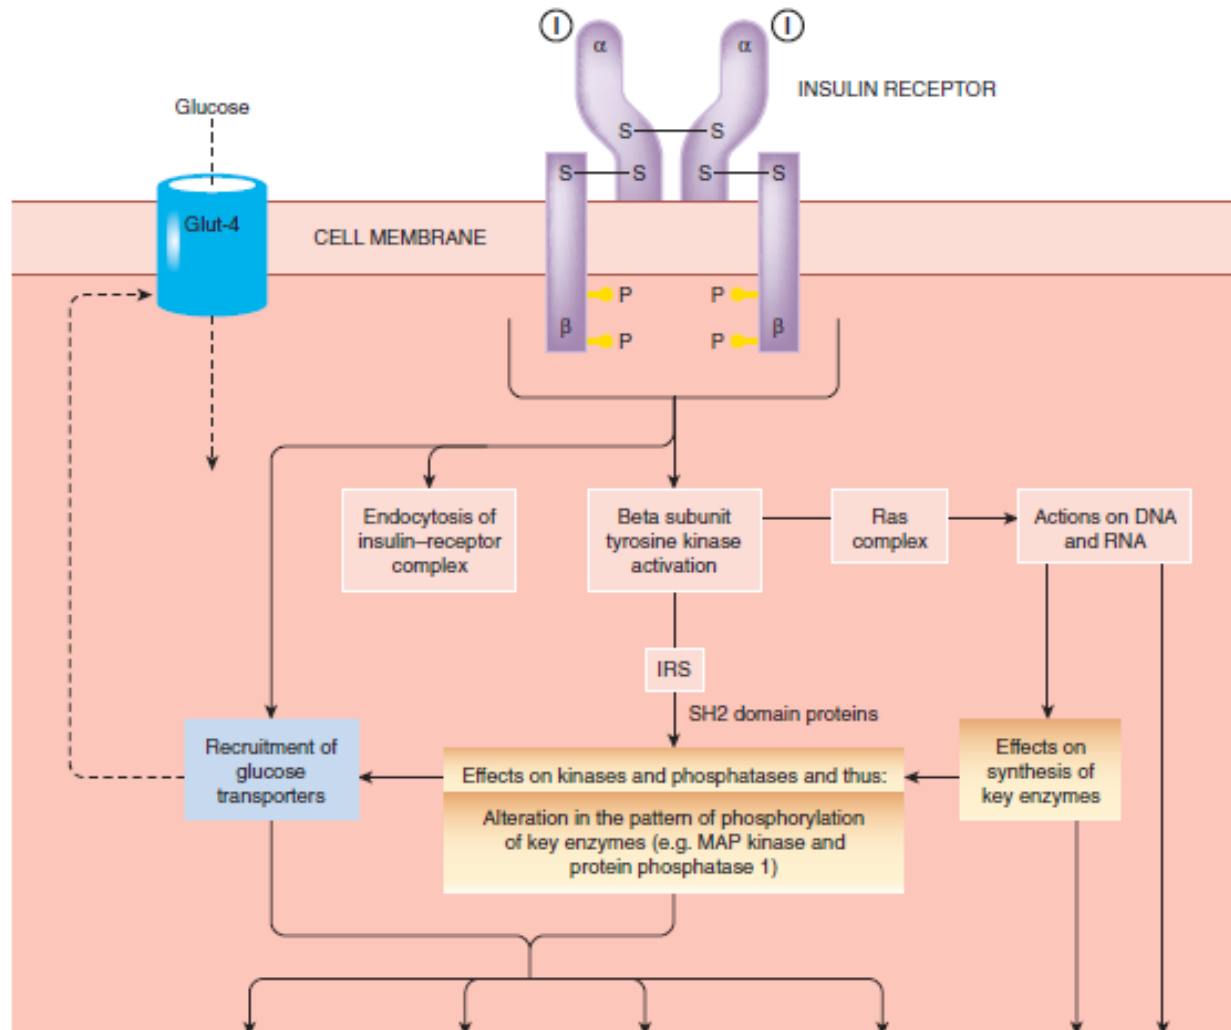 I
I
α
α
INSULIN RECEPTOR
Glucose
S
S
S
S
S
S
Glut-4
CELL MEMBRANE
P
P
β
β
P
P
Endocytosis of
insulin–receptor
complex
Beta subunit
tyrosine kinase
activation
Ras
complex
Actions on DNA
and RNA
IRS
SH2 domain proteins
Recruitment of
glucose
transporters
Effects on kinases and phosphatases and thus:
Alteration in the pattern of phosphorylation
of key enzymes (e.g. MAP kinase and
protein phosphatase 1)
Effects on
synthesis of
key enzymes